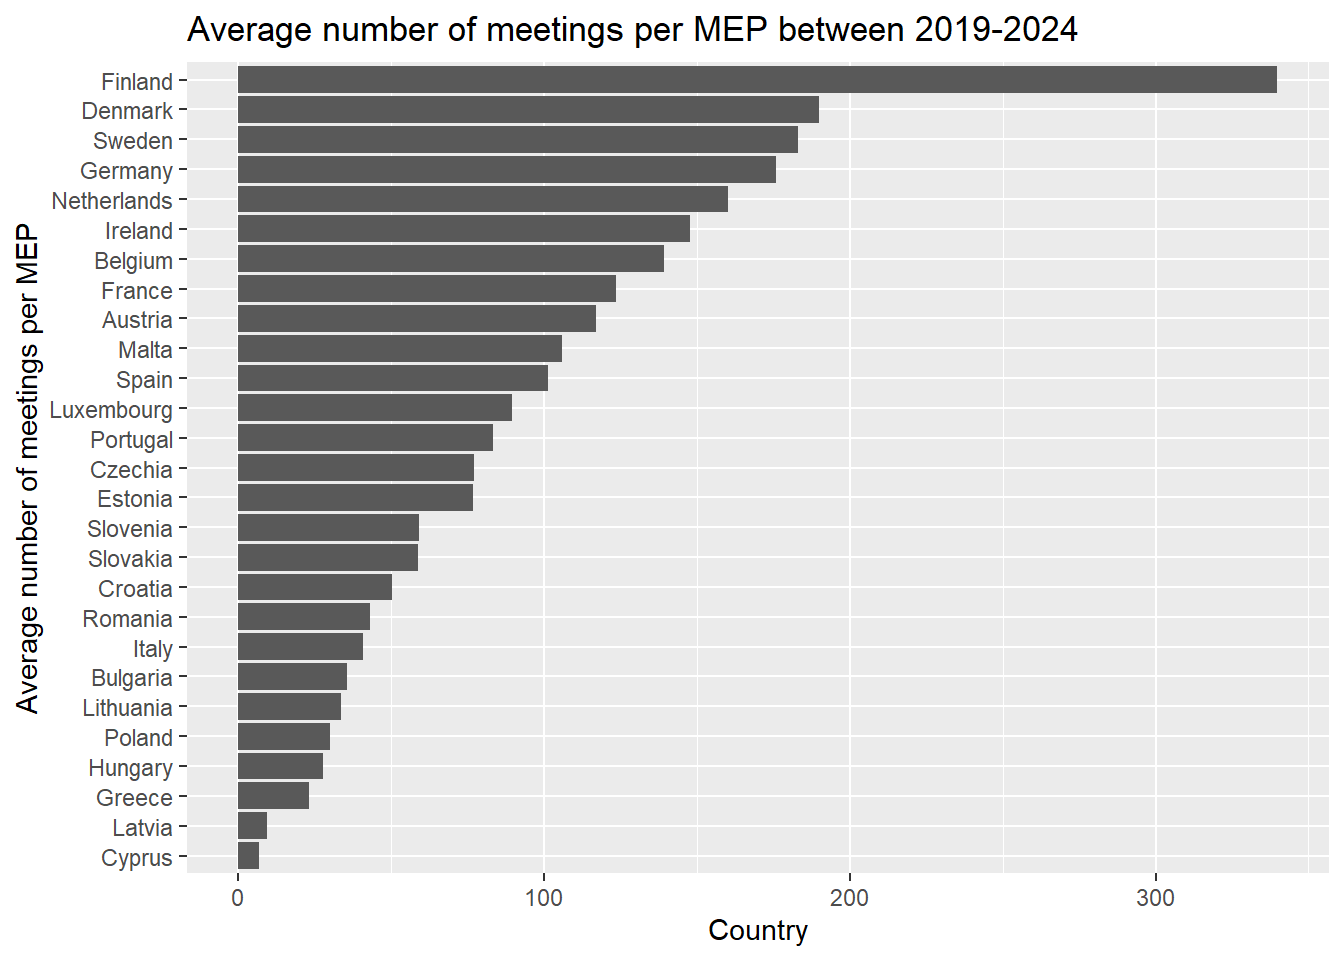 Average number of meetings per MEP between 2019-2024
Average number of meetings per MEP
Finland
Denmark
Sweden
Germany
Netherlands
Ireland
Belgium
France
Austria
Malta
Spain
Luxembourg
Portugal
Czechia
Estonia
Slovenia
Slovakia
Croatia
Romania
Italy
Bulgaria
Lithuania
Poland
Hungary
Greece
Latvia
Cyprus
0 100 200 300
Country